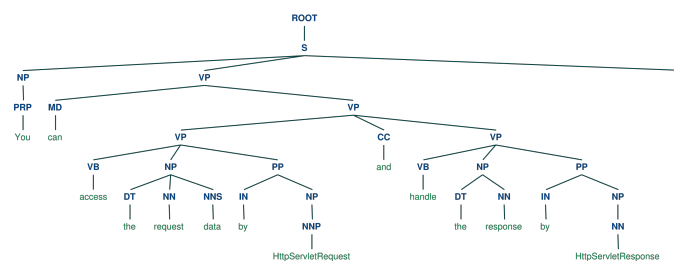 ROOT
S
NP VP
PRP MD VP
You can VP CC VP
and
VB NP PP VB NP PP
access DT NN NNS IN NP handle DT NN IN NP
the request data by NNP the response by NN
HttpServletRequest HttpServletResponse